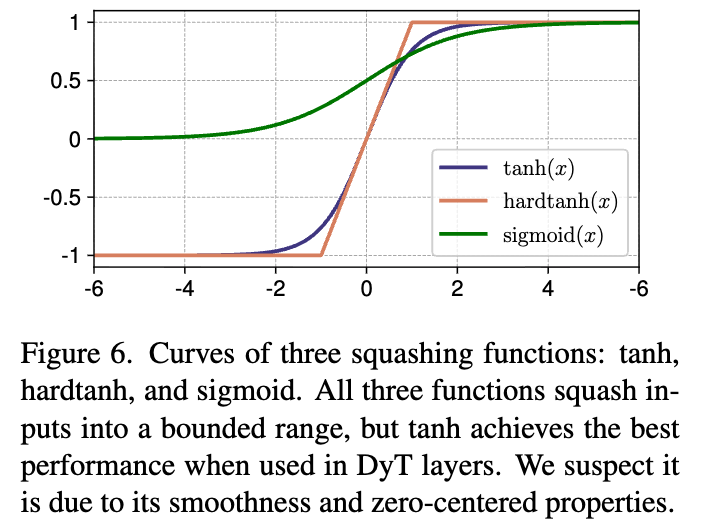 1
0.5
0
-0.5
-1
-6 -4 -2 0 2 4 -6
tanh(x)
hardtanh(x)
sigmoid(x)
Figure 6. Curves of three squashing functions: tanh,
hardtanh, and sigmoid. All three functions squash in-
puts into a bounded range, but tanh achieves the best
performance when used in DyT layers. We suspect it
is due to its smoothness and zero-centered properties.